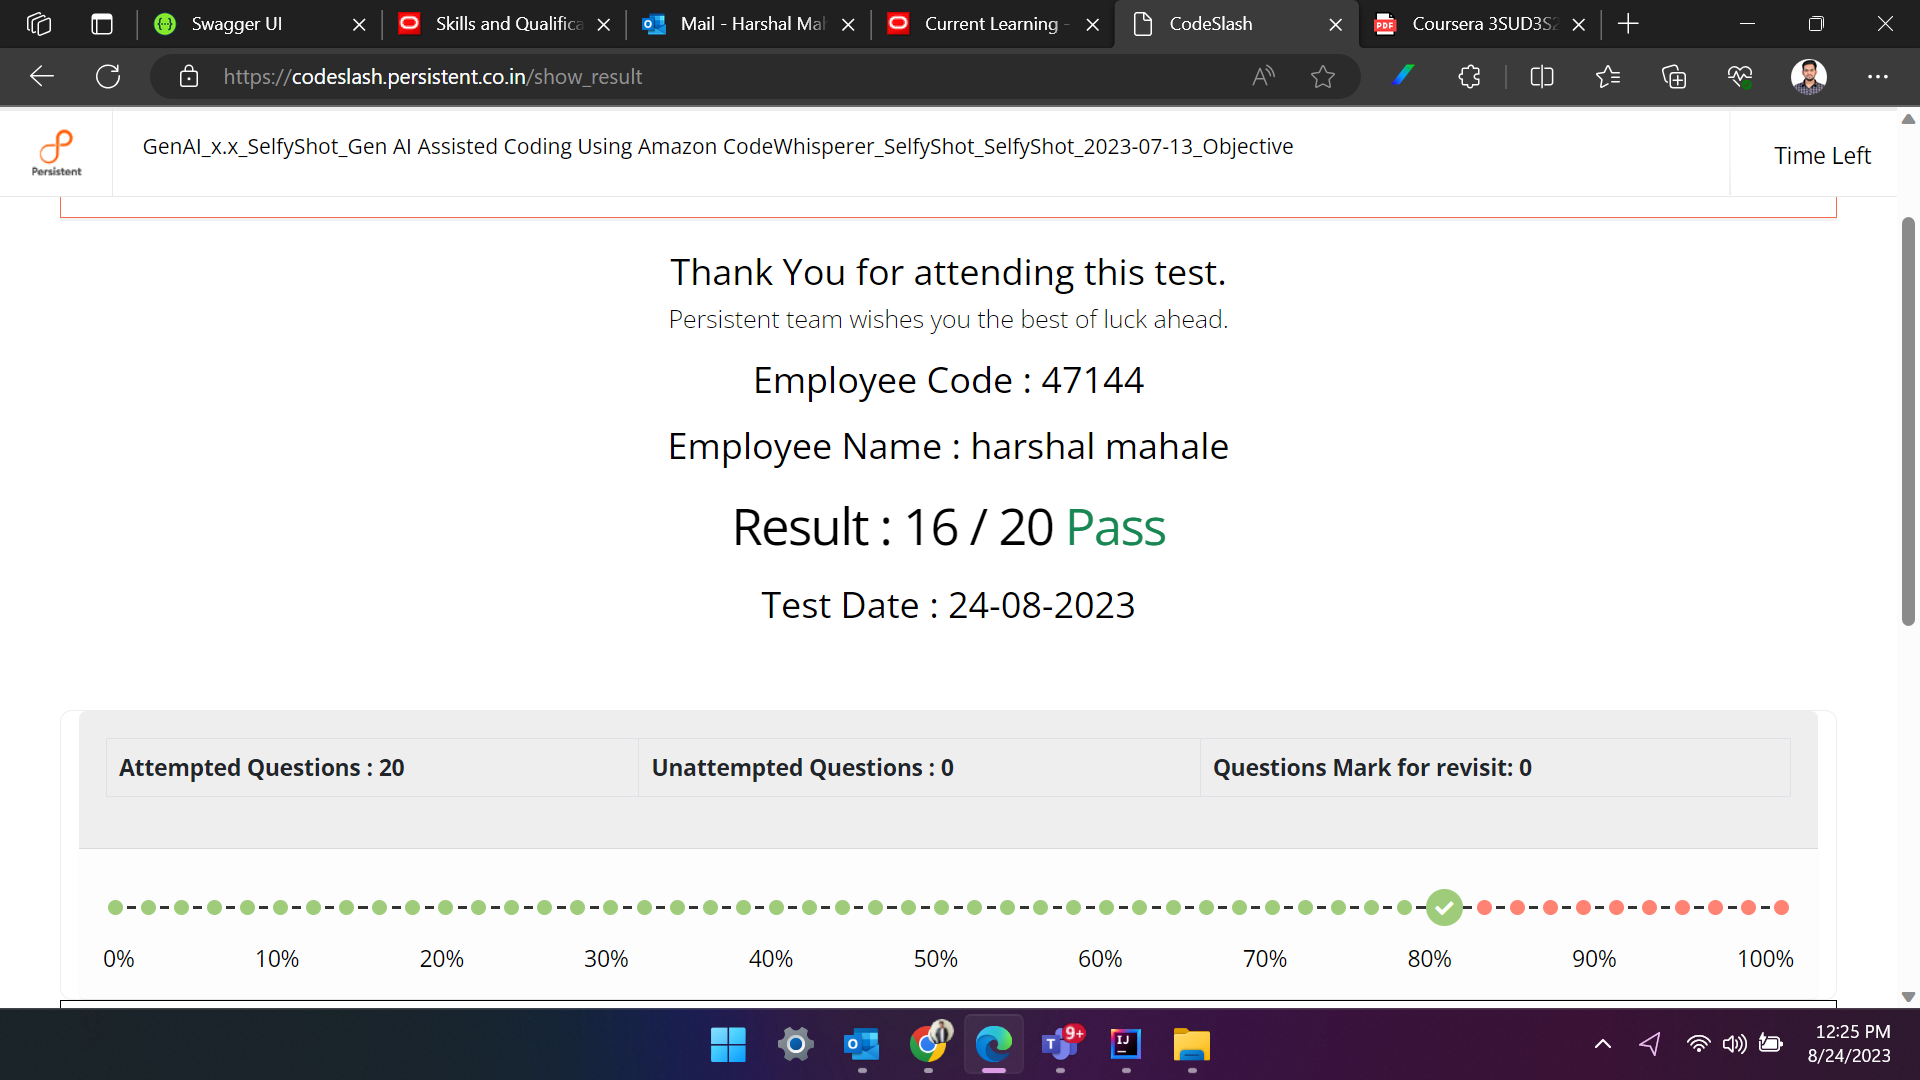 Swagger UI
Skills and Qualifica
Mail - Harshal Mah
Current Learning -
CodeSlash
PDF
Coursera 3SUD3S2
https://codeslash.persistent.co.in/show_result
Persistent
GenAI_x.x_SelfyShot_Gen AI Assisted Coding Using Amazon CodeWhisperer_SelfyShot_SelfyShot_2023-07-13_Objective
Time Left
Thank You for attending this test.
Persistent team wishes you the best of luck ahead.
Employee Code : 47144
Employee Name : harshal mahale
Result : 16 / 20 Pass
Test Date : 24-08-2023
Attempted Questions : 20
Unattempted Questions : 0
Questions Mark for revisit: 0
0% 10% 20% 30% 40% 50% 60% 70% 80% 90% 100%
9+
IJ
12:25 PM
8/24/2023